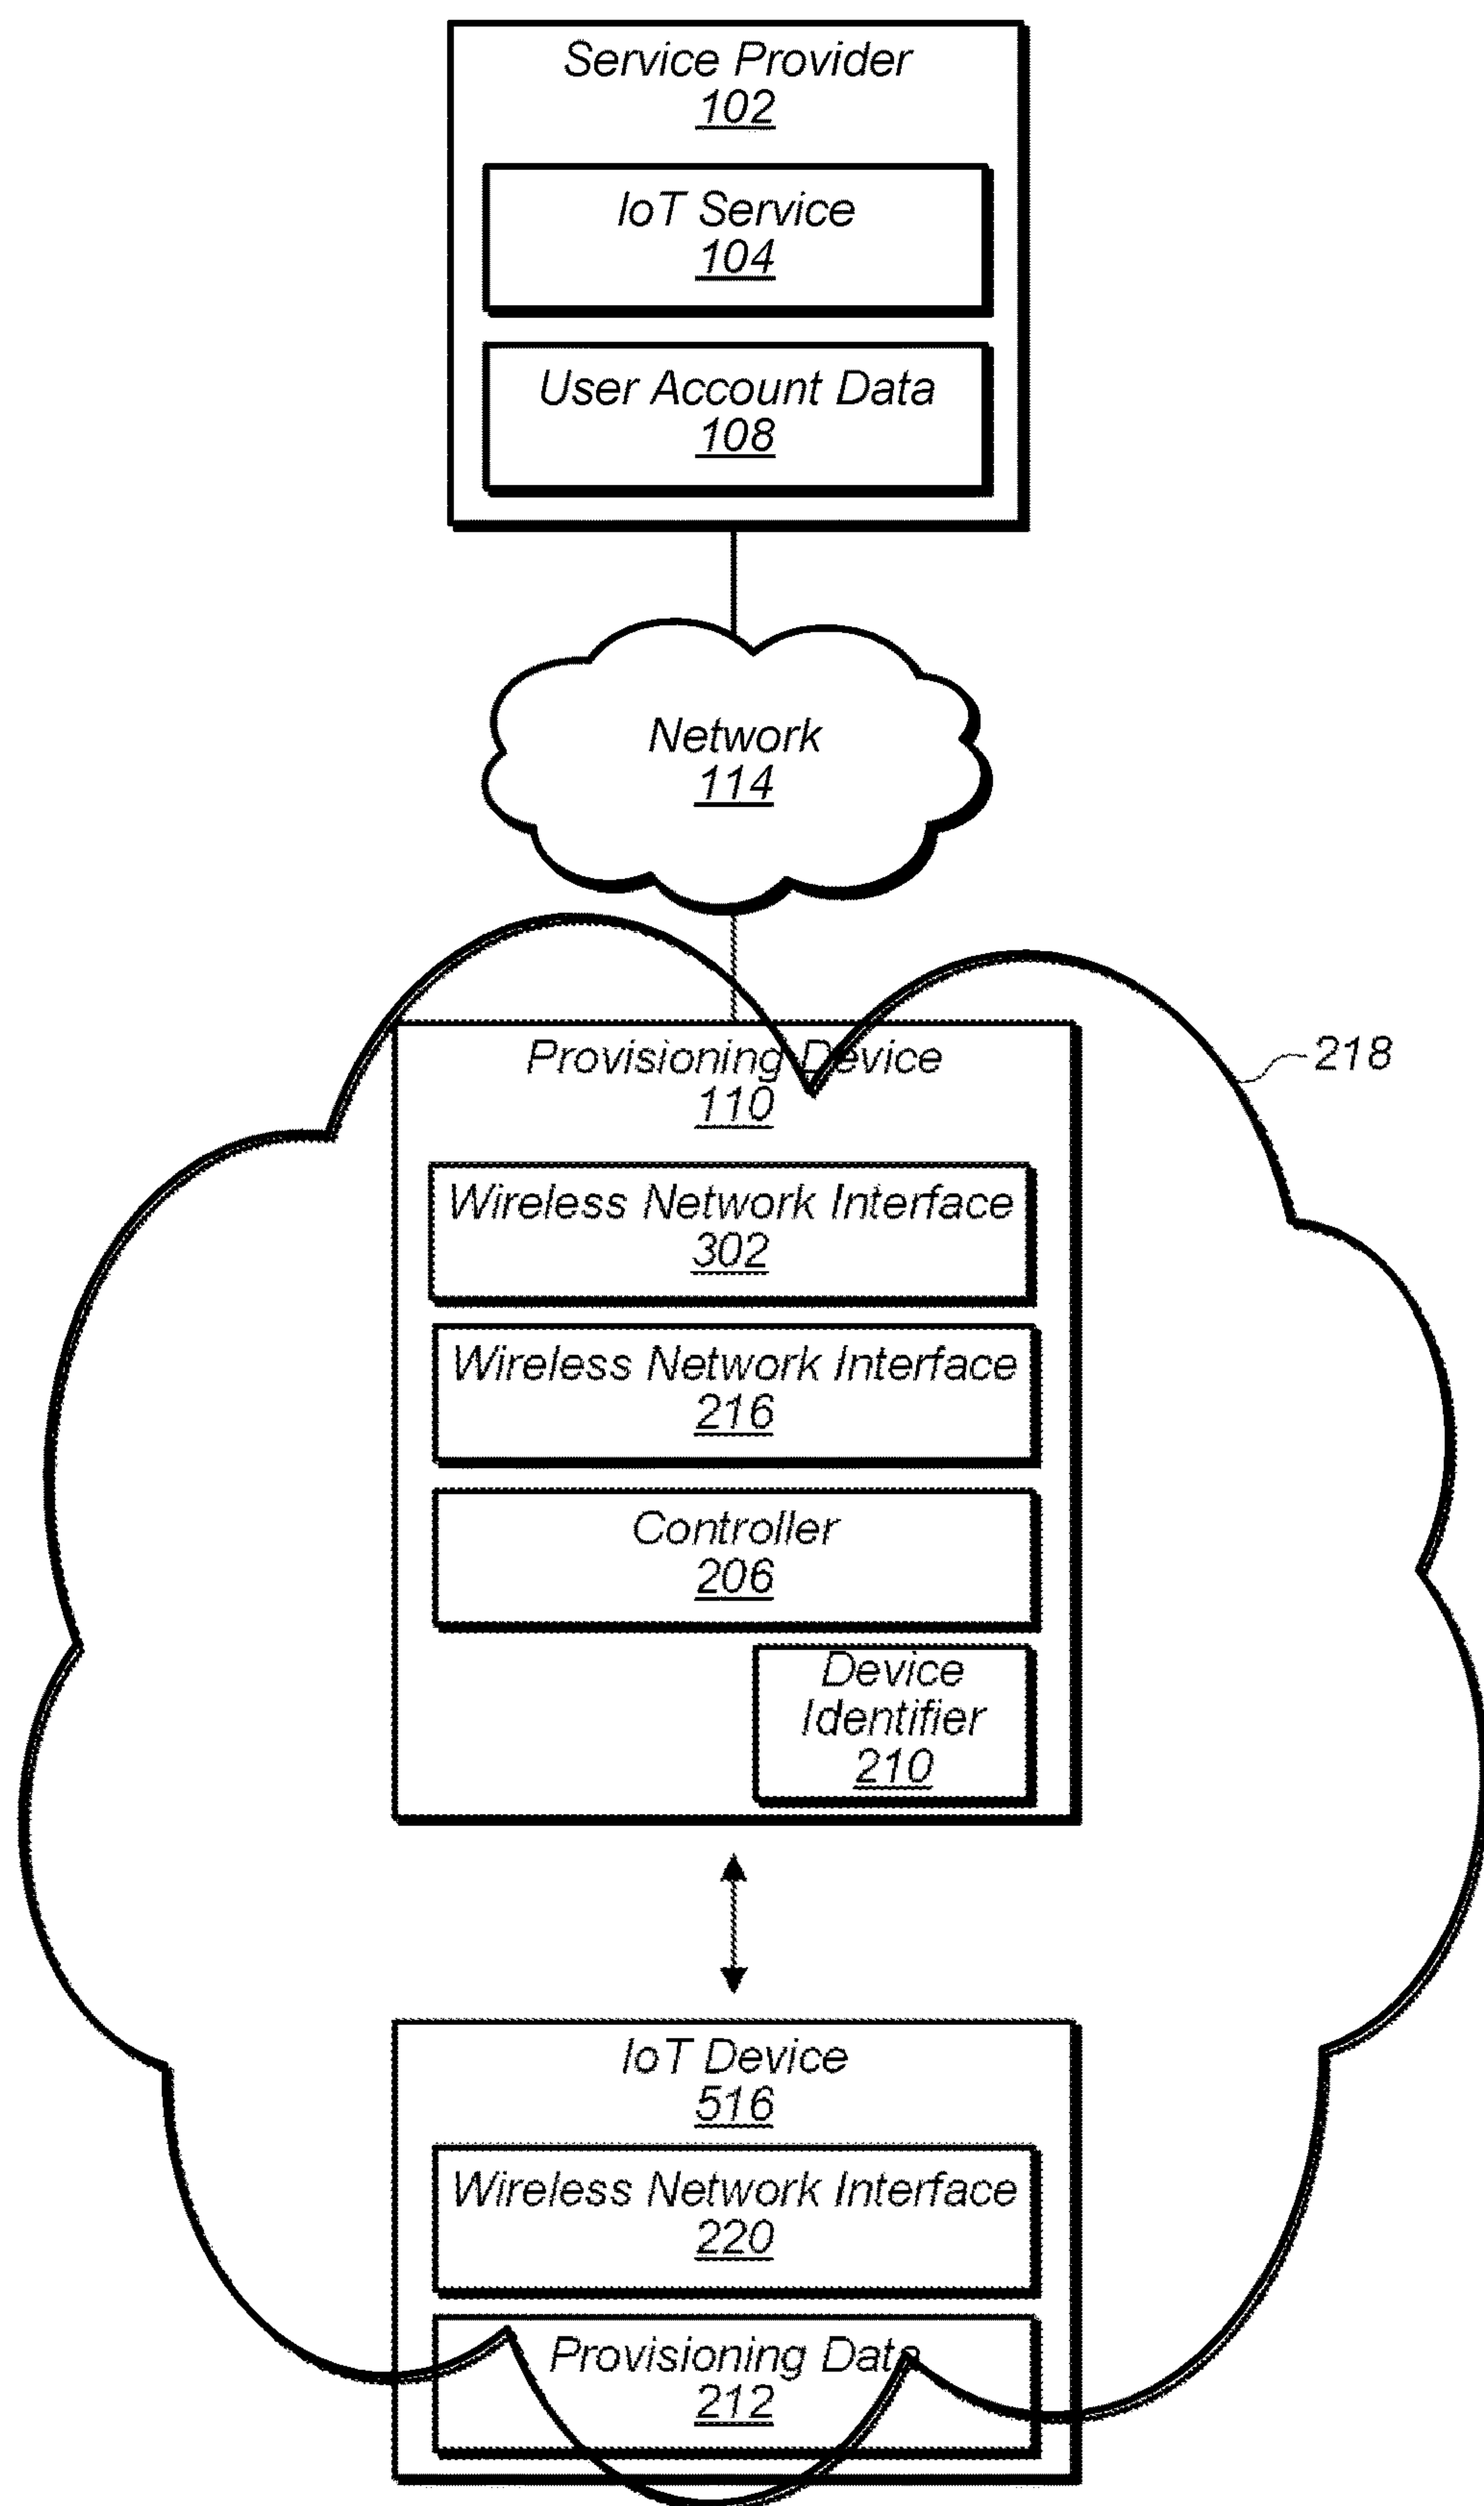 Service Provider
102
IoT Service
104
User Account Data
108
Network
114
Provisioning Device
110
218
Wireless Network Interface
302
Wireless Network Interface
216
Controller
206
Device
Identifier
210
IoT Device
516
Wireless Network Interface
220
Provisioning Data
212